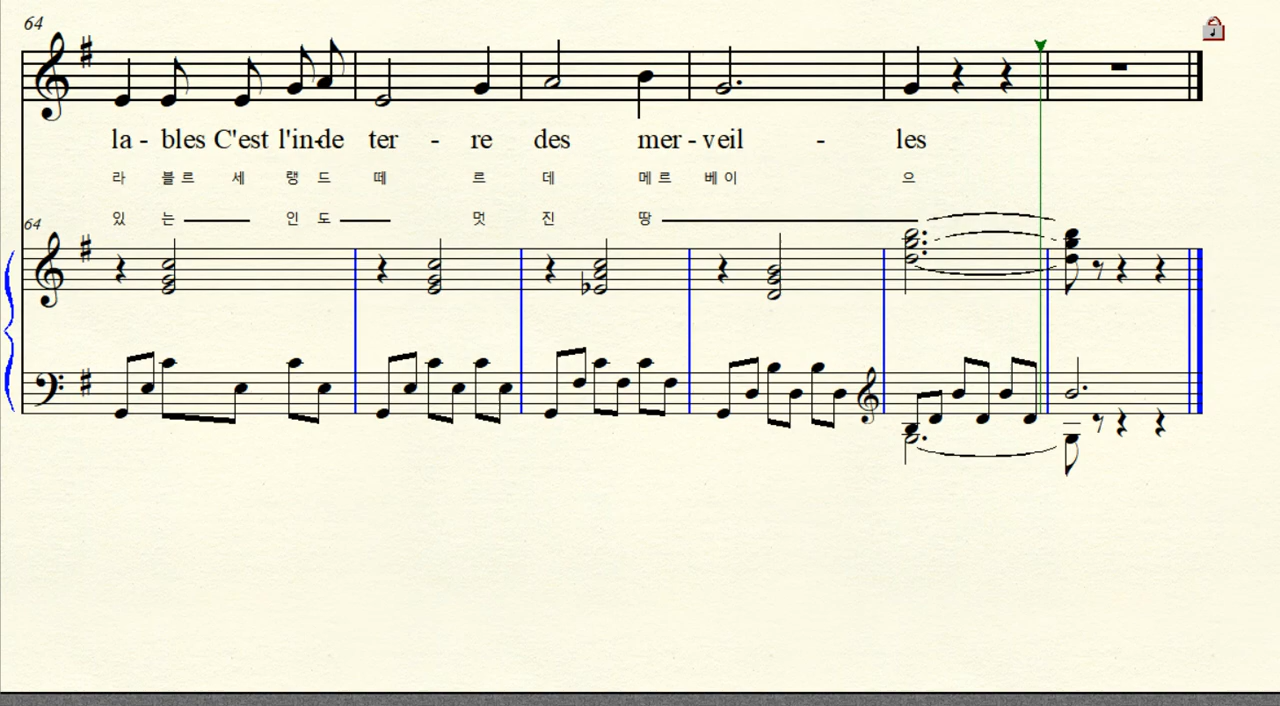 64
la - bles C'est l'in-de ter - re des mer - veil - les
라 블 르 세 랭 드 떼 르 데 메 르 베 이 으
있 는 인 도 멋 진 땅
64